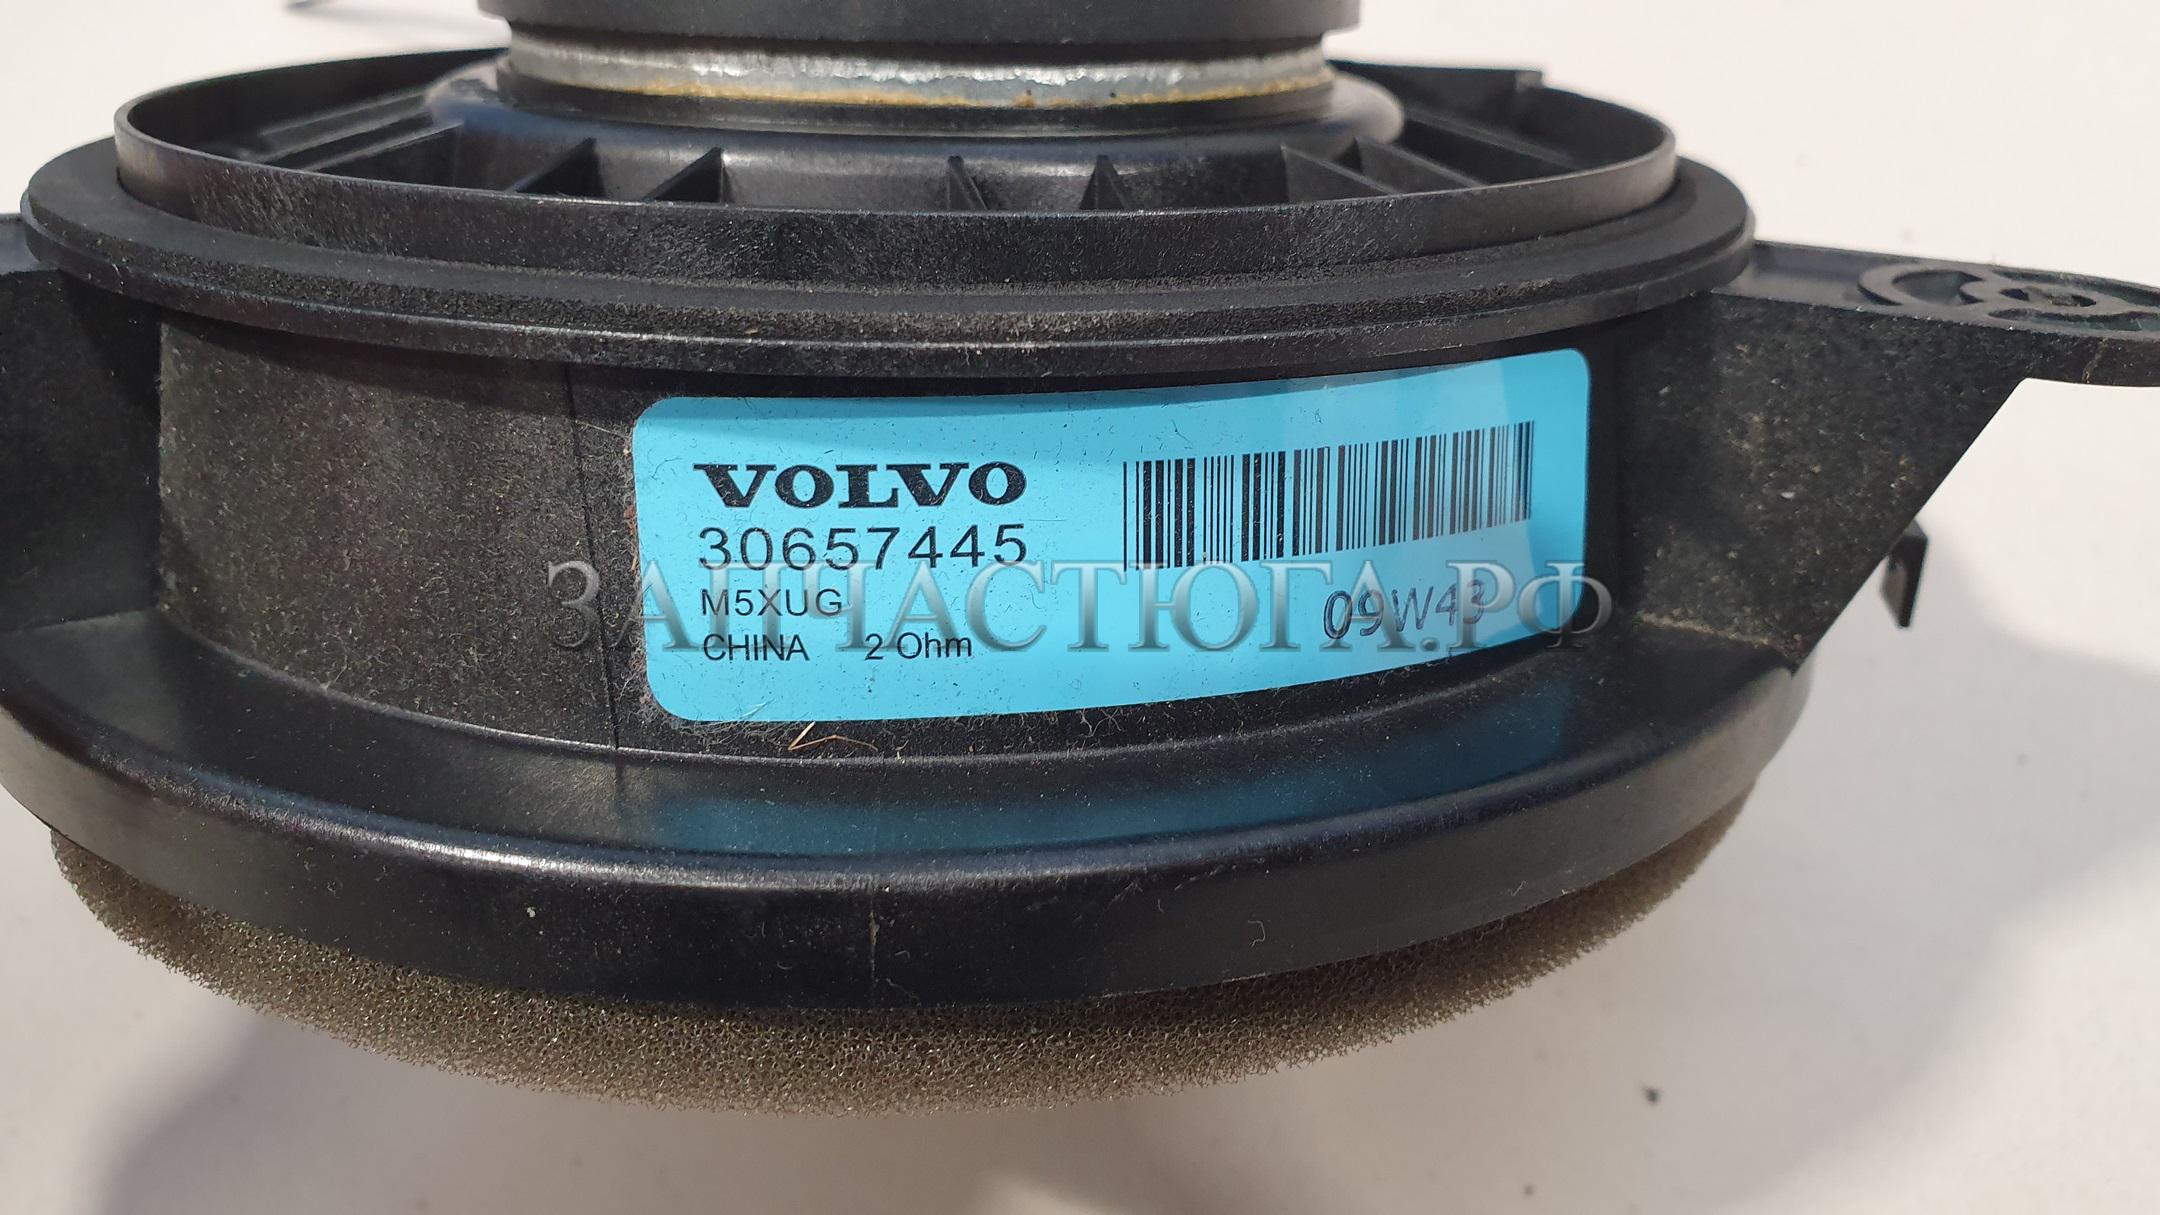 VOLVO
30657445
M5XUG
CHINA 2 Ohm
09W43
ЗАПЧАСТЮГА.РФ